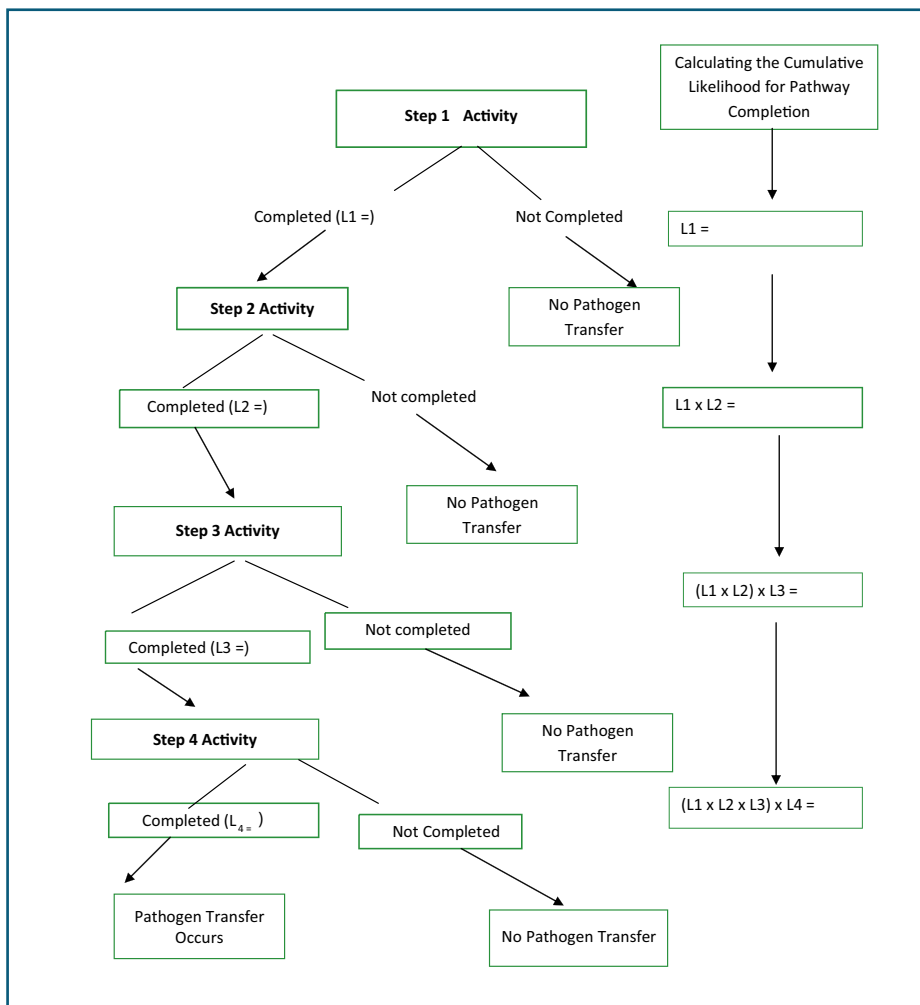 Calculating the Cumulative
Likelihood for Pathway
Completion
Step 1 Activity
Completed (L1 =)
Not Completed
L1 =
Step 2 Activity
No Pathogen
Transfer
Completed (L2 =)
Not completed
L1 x L2 =
No Pathogen
Transfer
Step 3 Activity
(L1 x L2) x L3 =
Completed (L3 =)
Not completed
No Pathogen
Transfer
Step 4 Activity
(L1 x L2 x L3) x L4 =
Completed (L4 = )
Not Completed
Pathogen Transfer
Occurs
No Pathogen Transfer